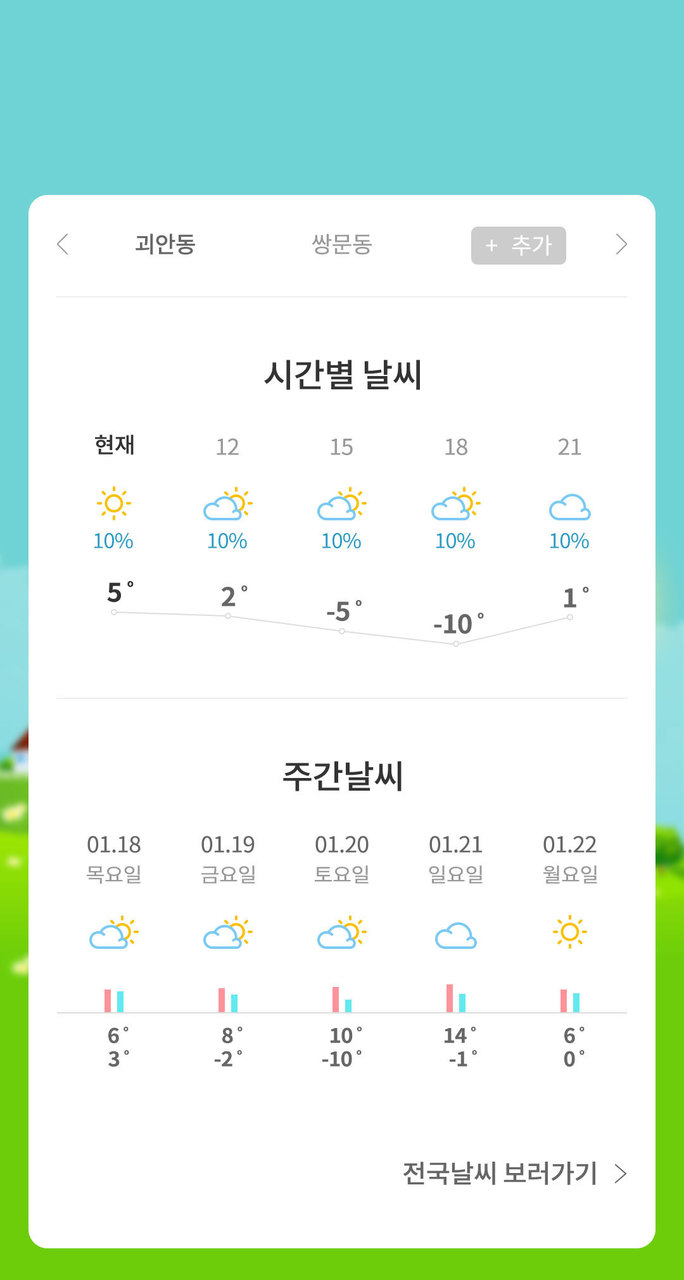 괴안동 쌍문동 + 추가
시간별 날씨
현재 12 15 18 21
10% 10% 10% 10% 10%
5° 2° -5° -10° 1°
주간날씨
01.18 01.19 01.20 01.21 01.22
목요일 금요일 토요일 일요일 월요일
6° 8° 10° 14° 6°
3° -2° -10° -1° 0°
전국날씨 보러가기